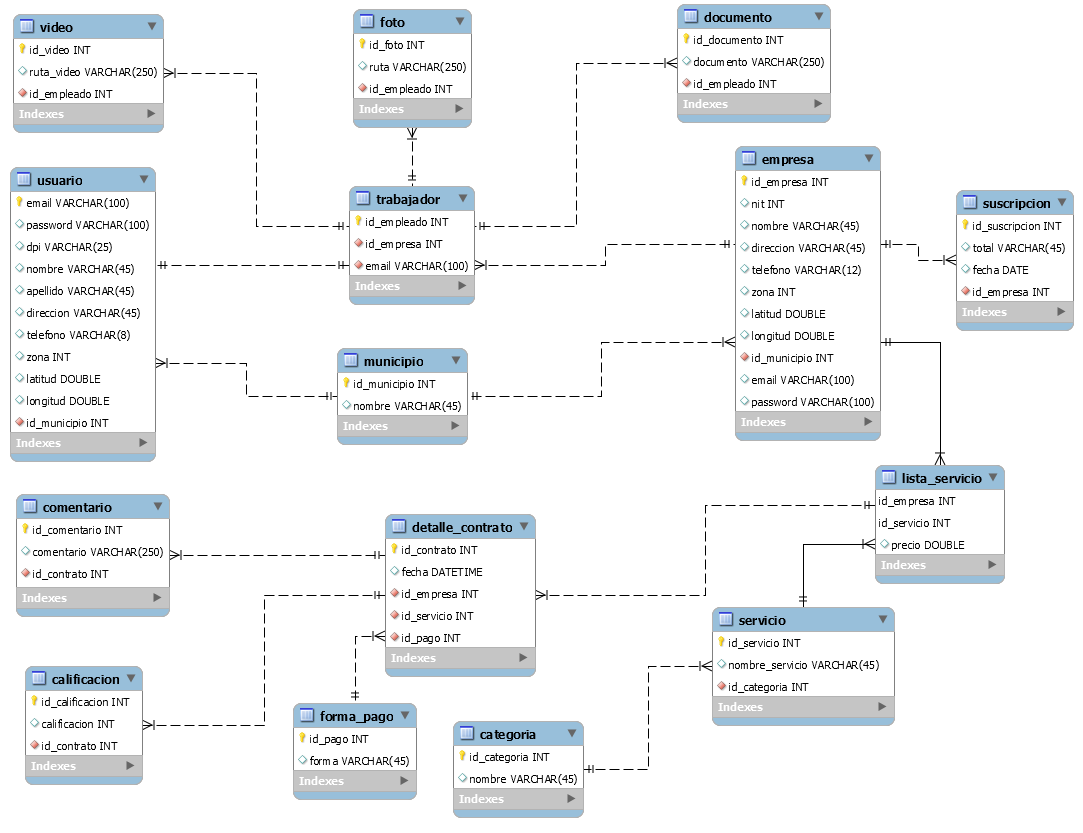 video
id_video INT
ruta_video VARCHAR(250)
id_empleado INT
Indexes
foto
id_foto INT
ruta VARCHAR(250)
id_empleado INT
Indexes
documento
id_documento INT
documento VARCHAR(250)
id_empleado INT
Indexes
usuario
email VARCHAR(100)
password VARCHAR(100)
dpi VARCHAR(25)
nombre VARCHAR(45)
apellido VARCHAR(45)
direccion VARCHAR(45)
telefono VARCHAR(8)
zona INT
latitud DOUBLE
longitud DOUBLE
id_municipio INT
Indexes
trabajador
id_empleado INT
id_empresa INT
email VARCHAR(100)
Indexes
empresa
id_empresa INT
nit INT
nombre VARCHAR(45)
direccion VARCHAR(45)
telefono VARCHAR(12)
zona INT
latitud DOUBLE
longitud DOUBLE
id_municipio INT
email VARCHAR(100)
password VARCHAR(100)
Indexes
suscripcion
id_suscripcion INT
total VARCHAR(45)
fecha DATE
id_empresa INT
Indexes
municipio
id_municipio INT
nombre VARCHAR(45)
Indexes
lista_servicio
id_empresa INT
id_servicio INT
precio DOUBLE
Indexes
comentario
id_comentario INT
comentario VARCHAR(250)
id_contrato INT
Indexes
detalle_contrato
id_contrato INT
fecha DATETIME
id_empresa INT
id_servicio INT
id_pago INT
Indexes
servicio
id_servicio INT
nombre_servicio VARCHAR(45)
id_categoria INT
Indexes
calificacion
id_calificacion INT
calificacion INT
id_contrato INT
Indexes
forma_pago
id_pago INT
forma VARCHAR(45)
Indexes
categoria
id_categoria INT
nombre VARCHAR(45)
Indexes